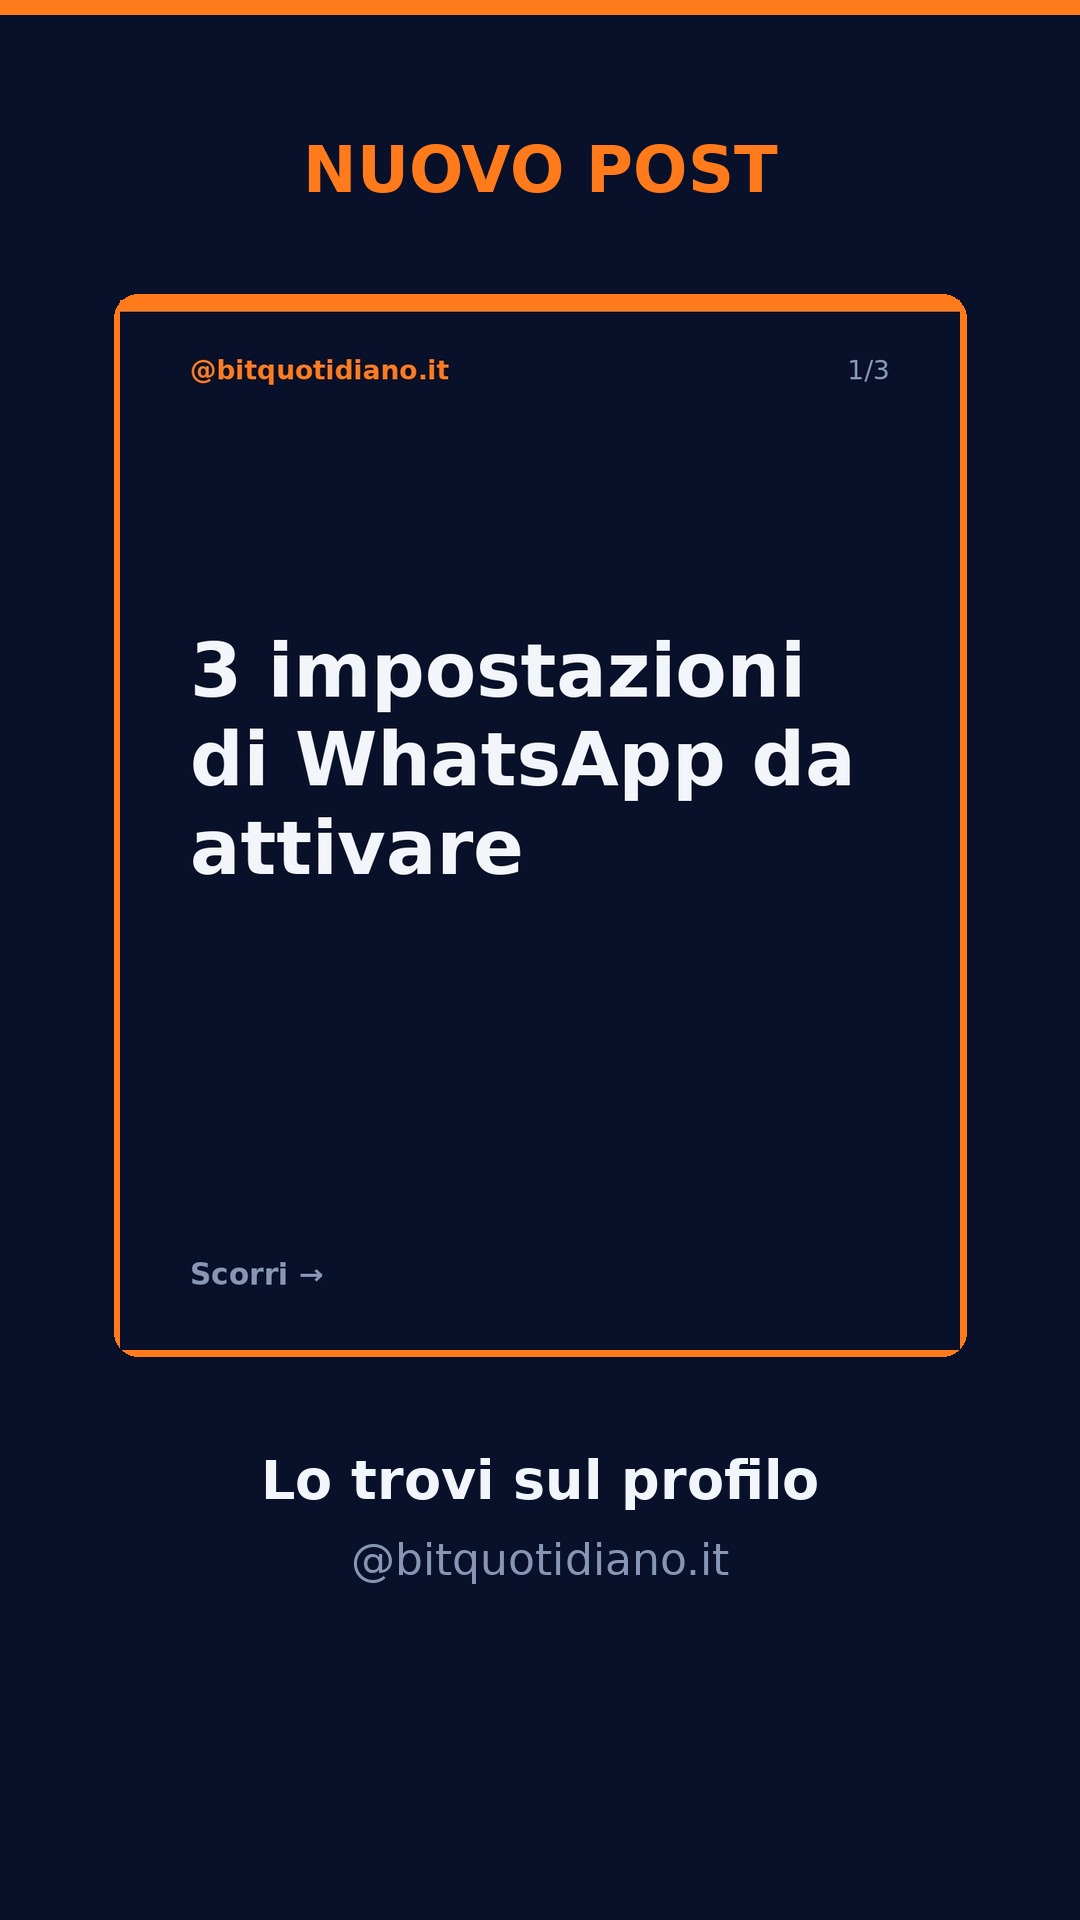 NUOVO POST
@bitquotidiano.it
1/3
3 impostazioni
di WhatsApp da
attivare
Scorri →
Lo trovi sul profilo
@bitquotidiano.it